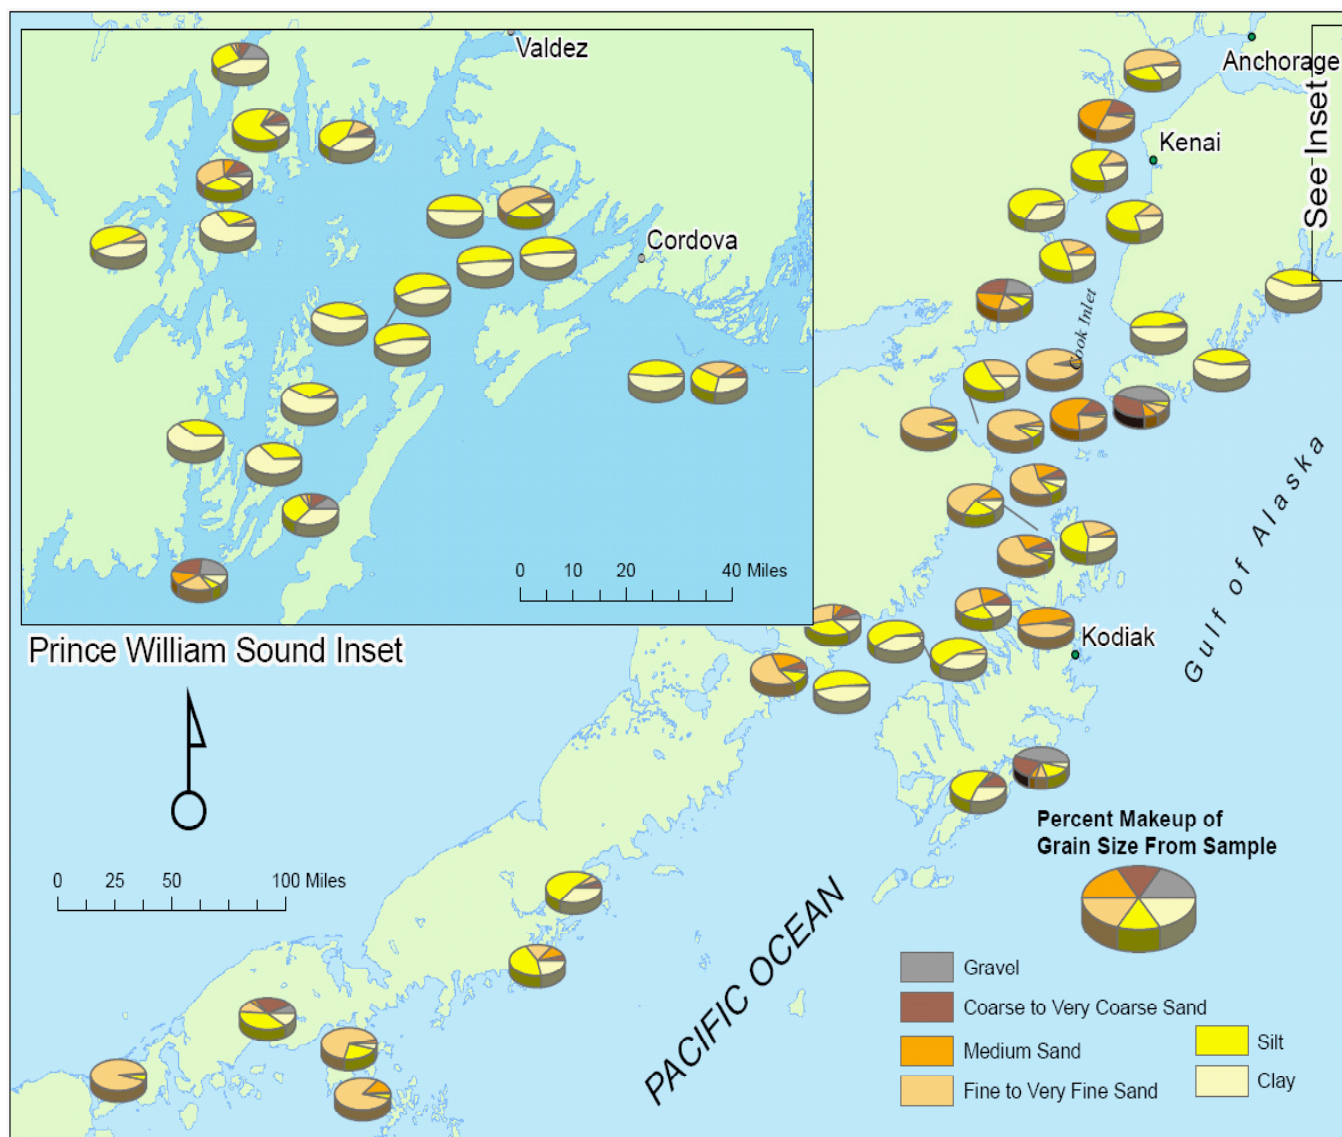 Valdez
Anchorage
Kenai
See Inset
Cordova
Cook Inlet
Gulf of Alaska
0 10 20 40 Miles
Prince William Sound Inset
Kodiak
0 25 50 100 Miles
PACIFIC OCEAN
Percent Makeup of
Grain Size From Sample
Gravel
Coarse to Very Coarse Sand
Medium Sand
Fine to Very Fine Sand
Silt
Clay